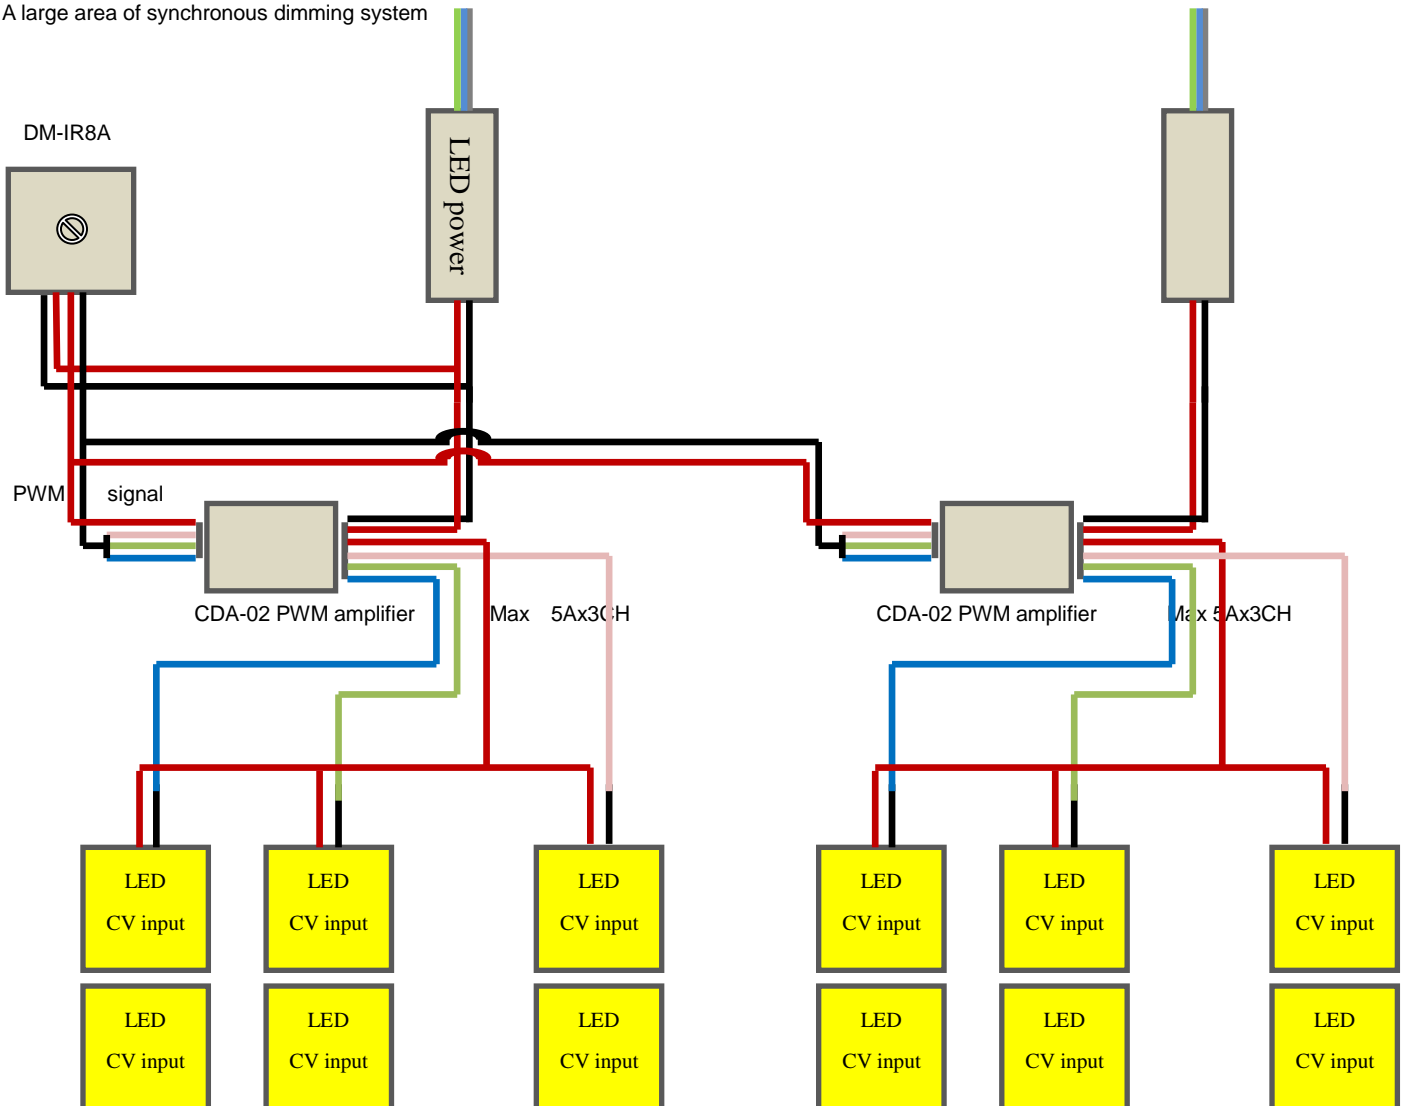 A large area of synchronous dimming system
DM-IR8A
LED power
PWM signal
CDA-02 PWM amplifier
Max 5Ax3CH
CDA-02 PWM amplifier
Max 5Ax3CH
LED
CV input
LED
CV input
LED
CV input
LED
CV input
LED
CV input
LED
CV input
LED
CV input
LED
CV input
LED
CV input
LED
CV input
LED
CV input
LED
CV input